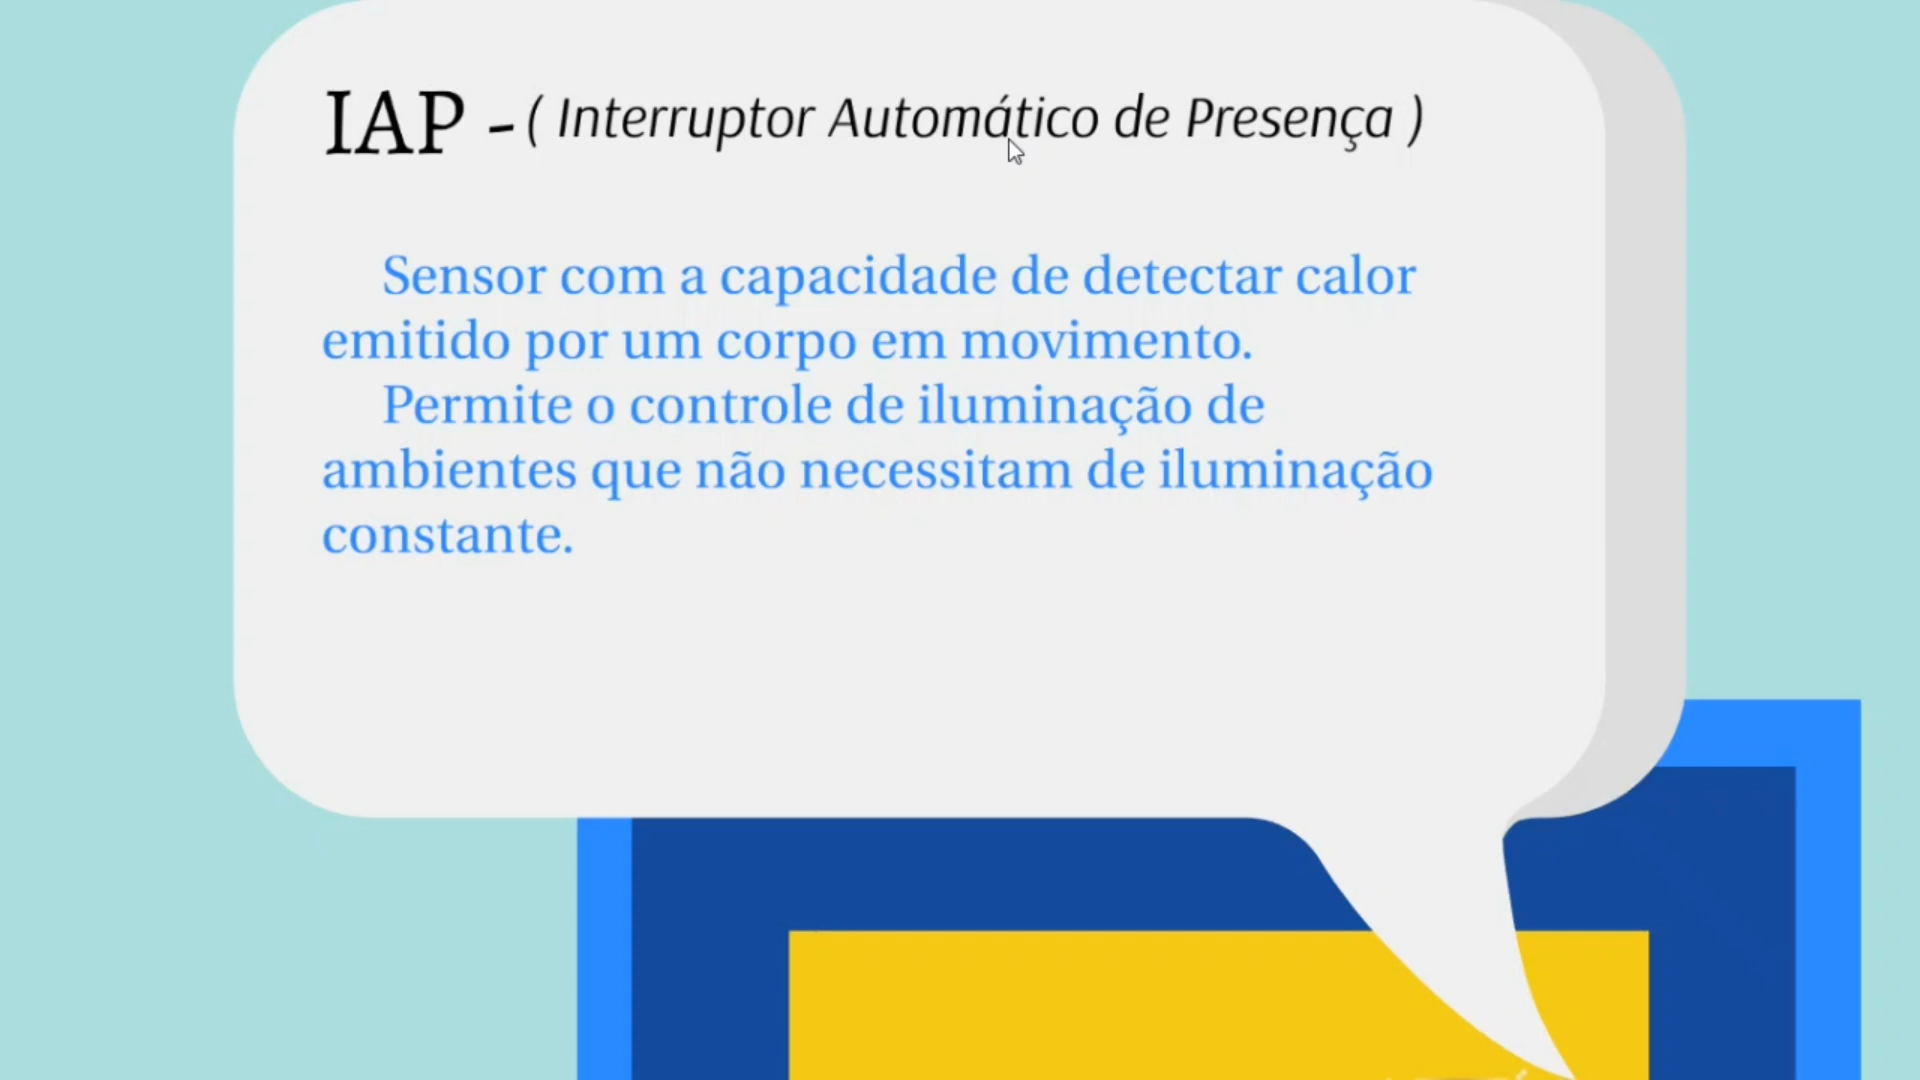 IAP - ( Interruptor Automático de Presença )
Sensor com a capacidade de detectar calor
emitido por um corpo em movimento.
Permite o controle de iluminação de
ambientes que não necessitam de iluminação
constante.